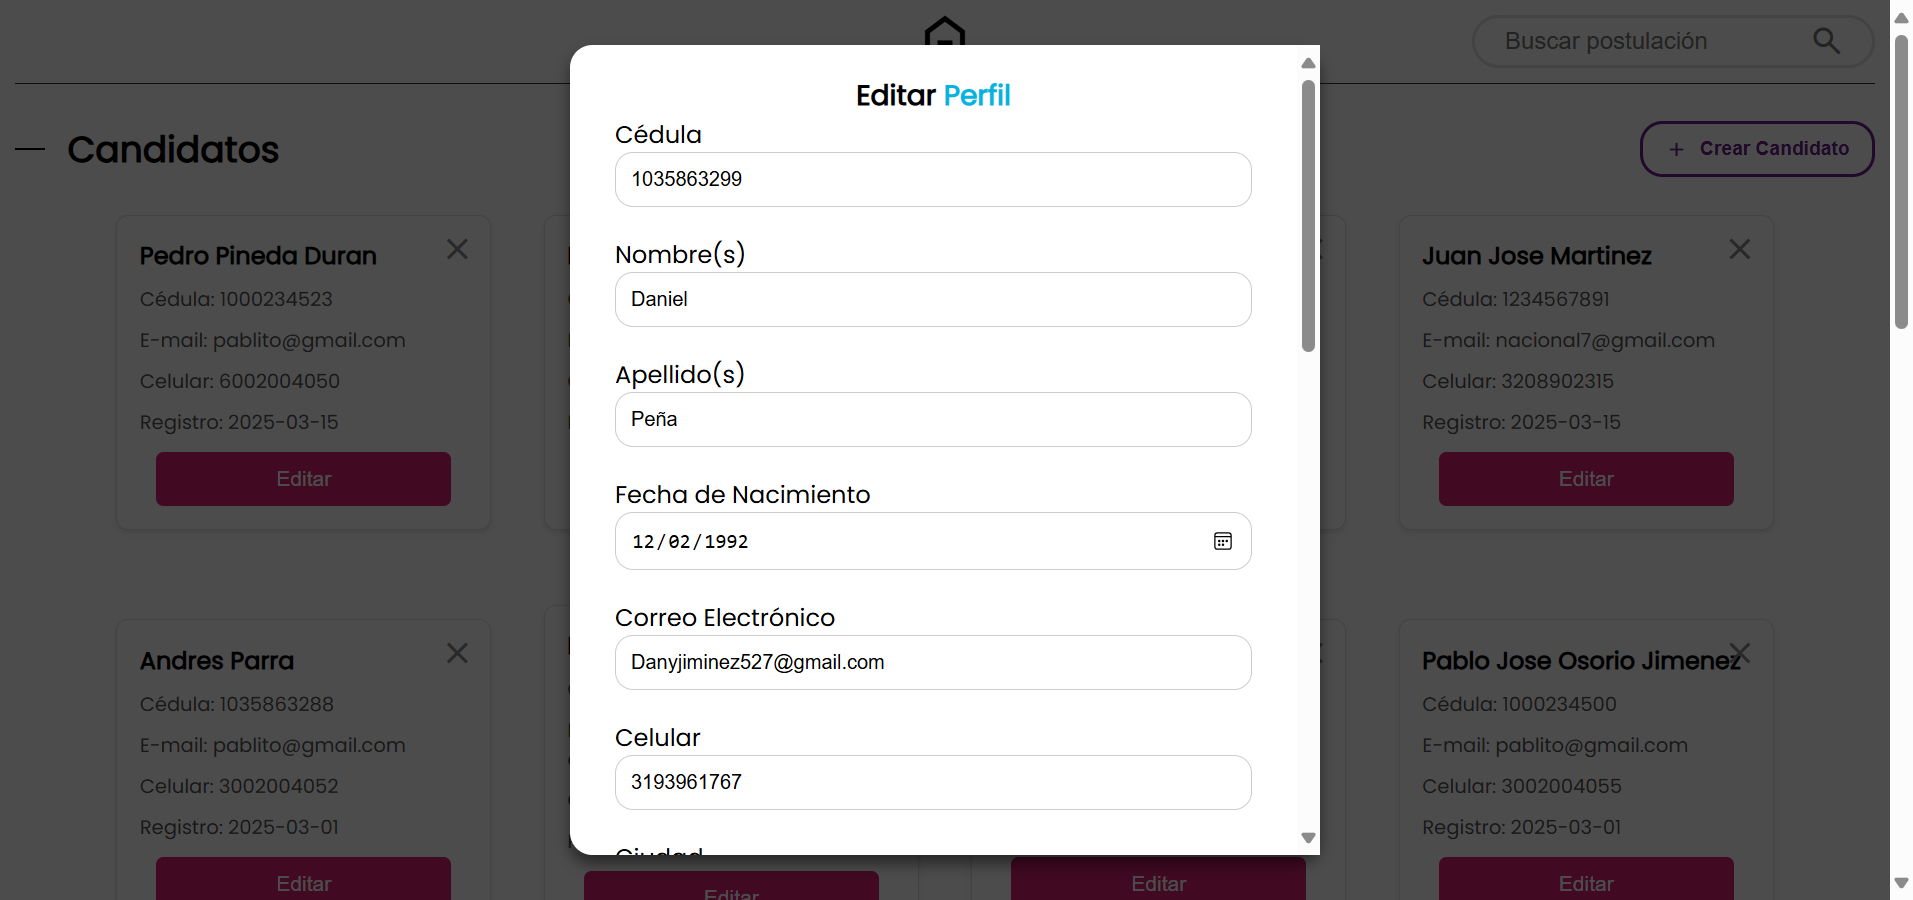 Buscar postulación
Candidatos
+ Crear Candidato
Editar Perfil
Cédula
1035863299
Nombre(s)
Daniel
Apellido(s)
Peña
Fecha de Nacimiento
12/02/1992
Correo Electrónico
Danyjiminez527@gmail.com
Celular
3193961767
Ciudad
Pedro Pineda Duran
Cédula: 1000234523
E-mail: pablito@gmail.com
Celular: 6002004050
Registro: 2025-03-15
Editar
Juan Jose Martinez
Cédula: 1234567891
E-mail: nacional7@gmail.com
Celular: 3208902315
Registro: 2025-03-15
Editar
Andres Parra
Cédula: 1035863288
E-mail: pablito@gmail.com
Celular: 3002004052
Registro: 2025-03-01
Editar
Editar
Editar
Pablo Jose Osorio Jimenez
Cédula: 1000234500
E-mail: pablito@gmail.com
Celular: 3002004055
Registro: 2025-03-01
Editar